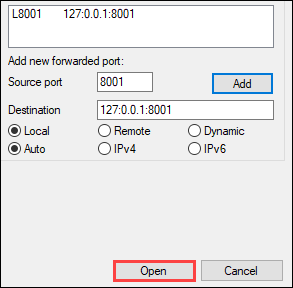 L8001 127:0.0.1:8001
Add new forwarded port:
Source port 8001 Add
Destination 127:0.0.1:8001
Local Remote Dynamic
Auto IPv4 IPv6
Open Cancel